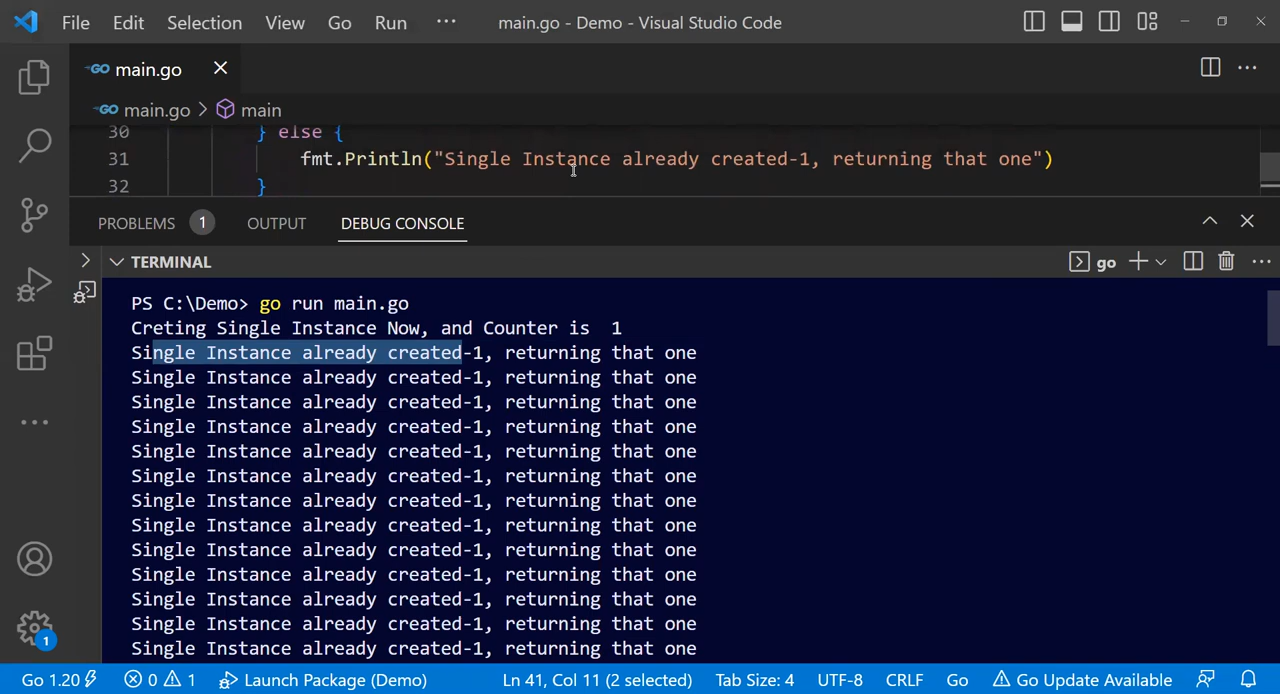 File Edit Selection View Go Run ··· main.go - Demo - Visual Studio Code
GO main.go
GO main.go > main
30 } else {
31 fmt.Println("Single Instance already created-1, returning that one")
32 }
PROBLEMS 1 OUTPUT DEBUG CONSOLE
TERMINAL go
PS C:\Demo> go run main.go
Creting Single Instance Now, and Counter is 1
Single Instance already created-1, returning that one
Single Instance already created-1, returning that one
Single Instance already created-1, returning that one
Single Instance already created-1, returning that one
Single Instance already created-1, returning that one
Single Instance already created-1, returning that one
Single Instance already created-1, returning that one
Single Instance already created-1, returning that one
Single Instance already created-1, returning that one
Single Instance already created-1, returning that one
Single Instance already created-1, returning that one
Single Instance already created-1, returning that one
Single Instance already created-1, returning that one
1
Go 1.20 0 1 Launch Package (Demo) Ln 41, Col 11 (2 selected) Tab Size: 4 UTF-8 CRLF Go Go Update Available